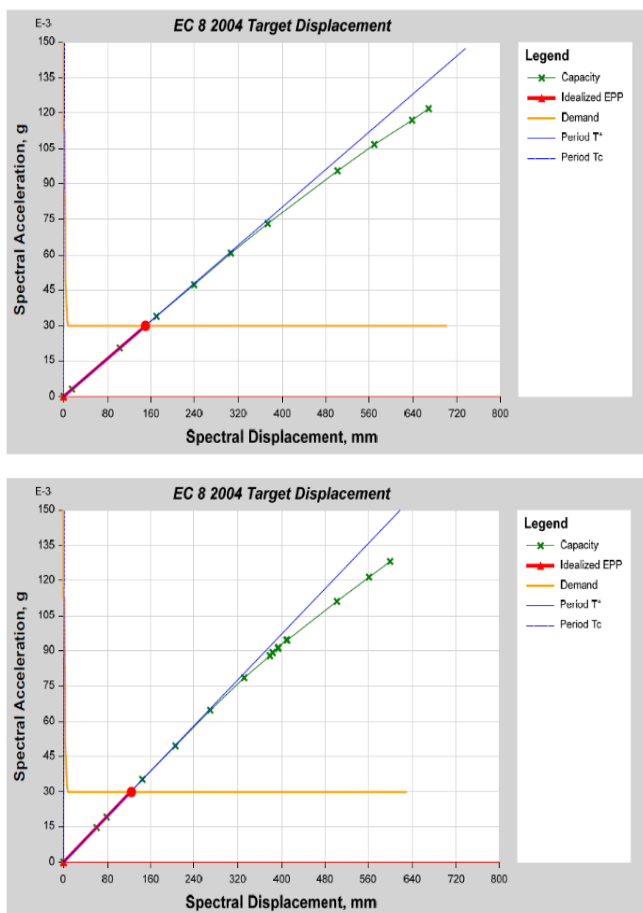 EC 8 2004 Target Displacement
E-3
150
135
120
105
90
75
60
45
30
15
0
0 80 160 240 320 400 480 560 640 720 800
Spectral Acceleration, g
Spectral Displacement, mm
Legend
Capacity
Idealized EPP
Demand
Period T*
Period Tc
EC 8 2004 Target Displacement
E-3
150
135
120
105
90
75
60
45
30
15
0
0 80 160 240 320 400 480 560 640 720 800
Spectral Acceleration, g
Spectral Displacement, mm
Legend
Capacity
Idealized EPP
Demand
Period T*
Period Tc